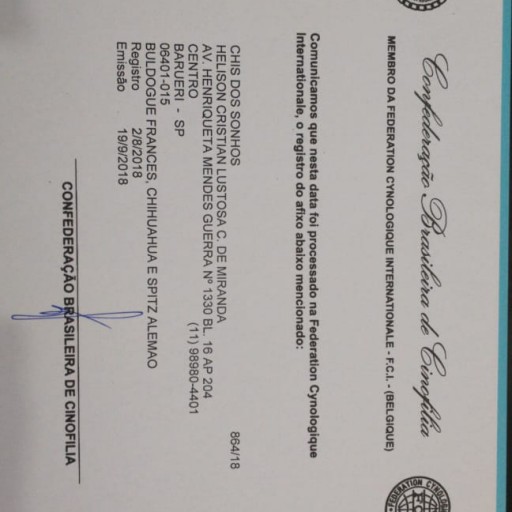 Confederação Brasileira de Cinofilia
MEMBRO DA FEDERATION CYNOLOGIQUE INTERNATIONALE - F.C.I. - (BELGIQUE)
Comunicamos que nesta data foi processado na Federation Cynologique
Internationale, o registro do afixo abaixo mencionado:
CHIS DOS SONHOS 864/18
HELISON CRISTIAN LUSTOSA C. DE MIRANDA
AV. HENRIQUETA MENDES GUERRA Nº 1330 BL. 16 AP 204
CENTRO (11) 98980-4401
BARUERI - SP
06401-015
BULDOGUE FRANCES, CHIHUAHUA E SPITZ ALEMAO
Registro 2/8/2018
Emissão 19/9/2018
CONFEDERAÇÃO BRASILEIRA DE CINOFILIA